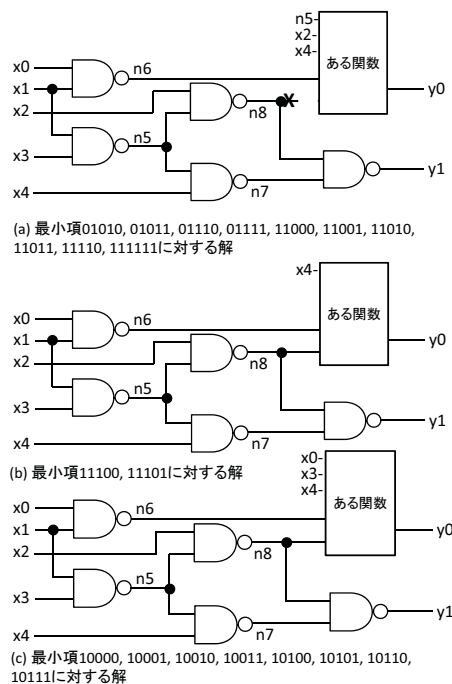 n5-
x2-
x4-
ある関数
x0
x1
x2
x3
x4
n6
n8
n5
n7
y0
y1
(a) 最小項01010, 01011, 01110, 01111, 11000, 11001, 11010,
11011, 11110, 111111に対する解
x4-
ある関数
x0
x1
x2
x3
x4
n6
n8
n5
n7
y0
y1
(b) 最小項11100, 11101に対する解
x0-
x3-
x4-
ある関数
x0
x1
x2
x3
x4
n6
n8
n5
n7
y0
y1
(c) 最小項10000, 10001, 10010, 10011, 10100, 10101, 10110,
10111に対する解